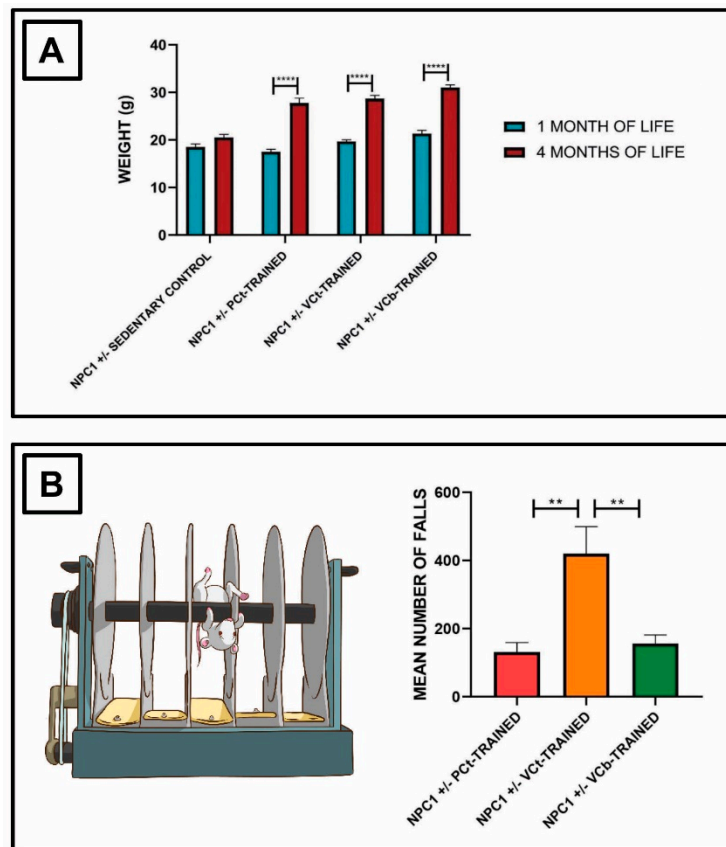 A
40
30
20
10
0
WEIGHT (g)
****
****
****
1 MONTH OF LIFE
4 MONTHS OF LIFE
NPC1 +/- SEDENTARY CONTROL
NPC1 +/- PCt-TRAINED
NPC1 +/- VCt-TRAINED
NPC1 +/- VCb-TRAINED
B
600
400
200
0
MEAN NUMBER OF FALLS
**
**
NPC1 +/- PCt-TRAINED
NPC1 +/- VCt-TRAINED
NPC1 +/- VCb-TRAINED